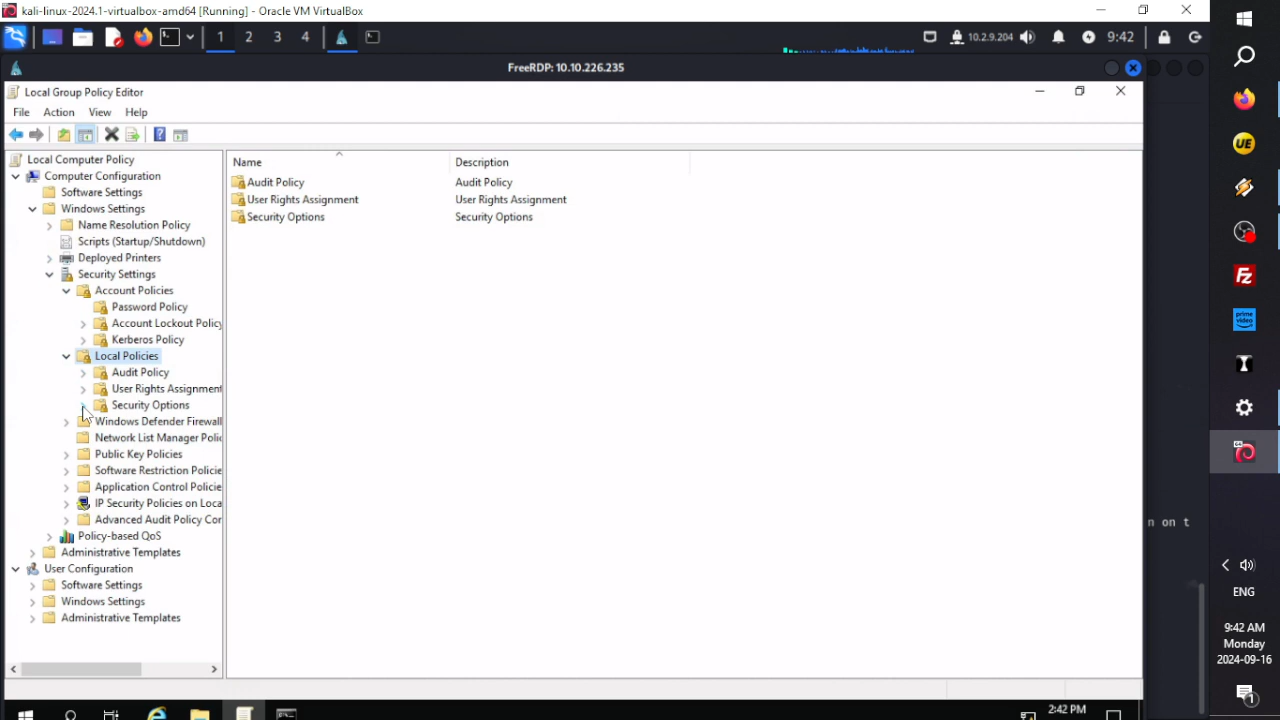 kali-linux-2024.1-virtualbox-amd64 [Running] - Oracle VM VirtualBox
1 2 3 4 10.2.9.204 9:42
FreeRDP: 10.10.226.235
Local Group Policy Editor
File Action View Help
Local Computer Policy
Computer Configuration
Software Settings
Windows Settings
Name Resolution Policy
Scripts (Startup/Shutdown)
Deployed Printers
Security Settings
Account Policies
Password Policy
Account Lockout Policy
Kerberos Policy
Local Policies
Audit Policy
User Rights Assignment
Security Options
Windows Defender Firewall
Network List Manager Polic
Public Key Policies
Software Restriction Policie
Application Control Policie
IP Security Policies on Loca
Advanced Audit Policy Cor
Policy-based QoS
Administrative Templates
User Configuration
Software Settings
Windows Settings
Administrative Templates
Name Description
Audit Policy Audit Policy
User Rights Assignment User Rights Assignment
Security Options Security Options
n on t
2:42 PM
UE
Fz
prime video
64
ENG
9:42 AM
Monday
2024-09-16
1